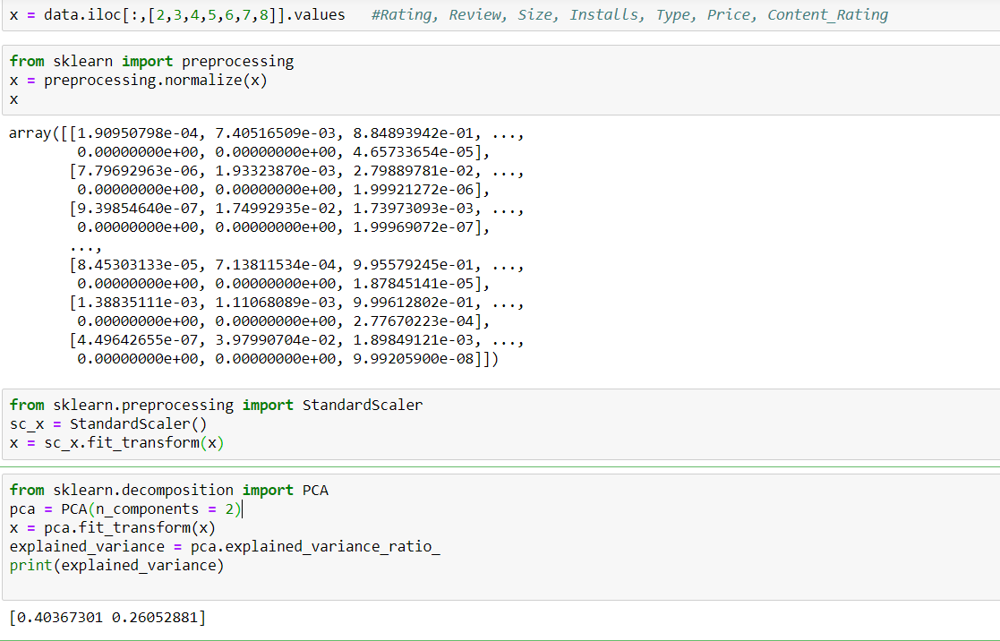 x = data.iloc[:,[2,3,4,5,6,7,8]].values   #Rating, Review, Size, Installs, Type, Price, Content_Rating
from sklearn import preprocessing
x = preprocessing.normalize(x)
x
array([[1.90950798e-04, 7.40516509e-03, 8.84893942e-01, ...,
        0.00000000e+00, 0.00000000e+00, 4.65733654e-05],
       [7.79692963e-06, 1.93323870e-03, 2.79889781e-02, ...,
        0.00000000e+00, 0.00000000e+00, 1.99921272e-06],
       [9.39854640e-07, 1.74992935e-02, 1.73973093e-03, ...,
        0.00000000e+00, 0.00000000e+00, 1.99969072e-07],
       ...,
       [8.45303133e-05, 7.13811534e-04, 9.95579245e-01, ...,
        0.00000000e+00, 0.00000000e+00, 1.87845141e-05],
       [1.38835111e-03, 1.11068089e-03, 9.99612802e-01, ...,
        0.00000000e+00, 0.00000000e+00, 2.77670223e-04],
       [4.49642655e-07, 3.97990704e-02, 1.89849121e-03, ...,
        0.00000000e+00, 0.00000000e+00, 9.99205900e-08]])
from sklearn.preprocessing import StandardScaler
sc_x = StandardScaler()
x = sc_x.fit_transform(x)
from sklearn.decomposition import PCA
pca = PCA(n_components = 2)
x = pca.fit_transform(x)
explained_variance = pca.explained_variance_ratio_
print(explained_variance)
[0.40367301 0.26052881]